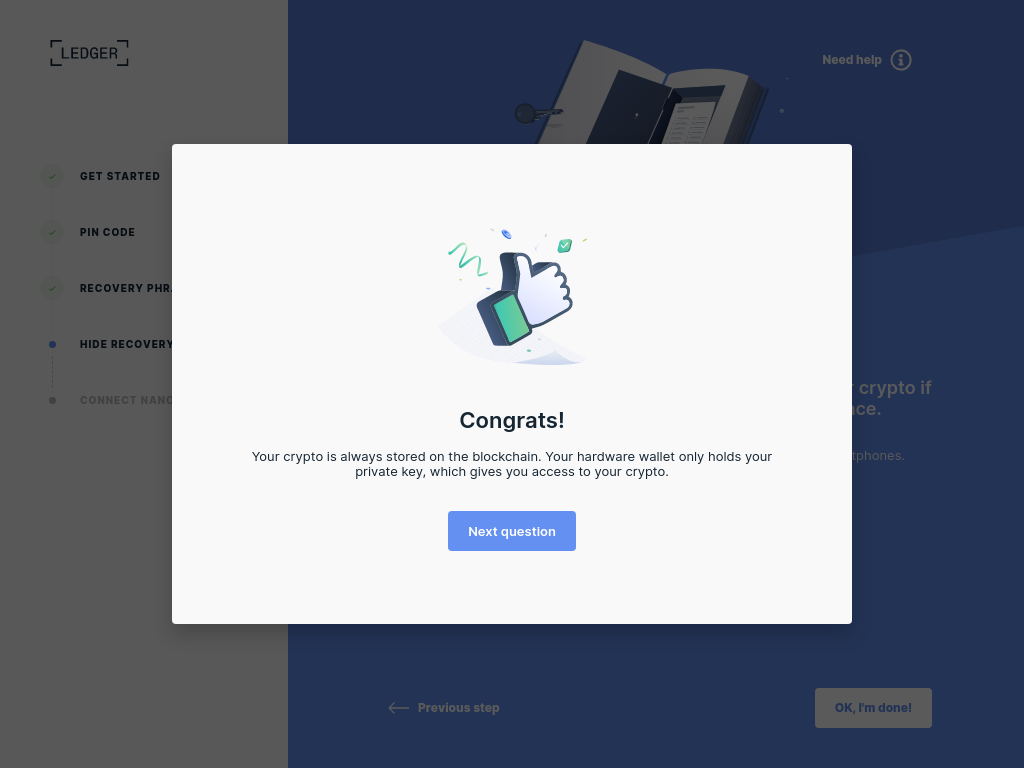 LEDGER
Need help
GET STARTED
PIN CODE
RECOVERY PHR
HIDE RECOVERY
CONNECT NANO
r crypto if
ce.
tphones.
Congrats!
Your crypto is always stored on the blockchain. Your hardware wallet only holds your
private key, which gives you access to your crypto.
Next question
Previous step
OK, I'm done!